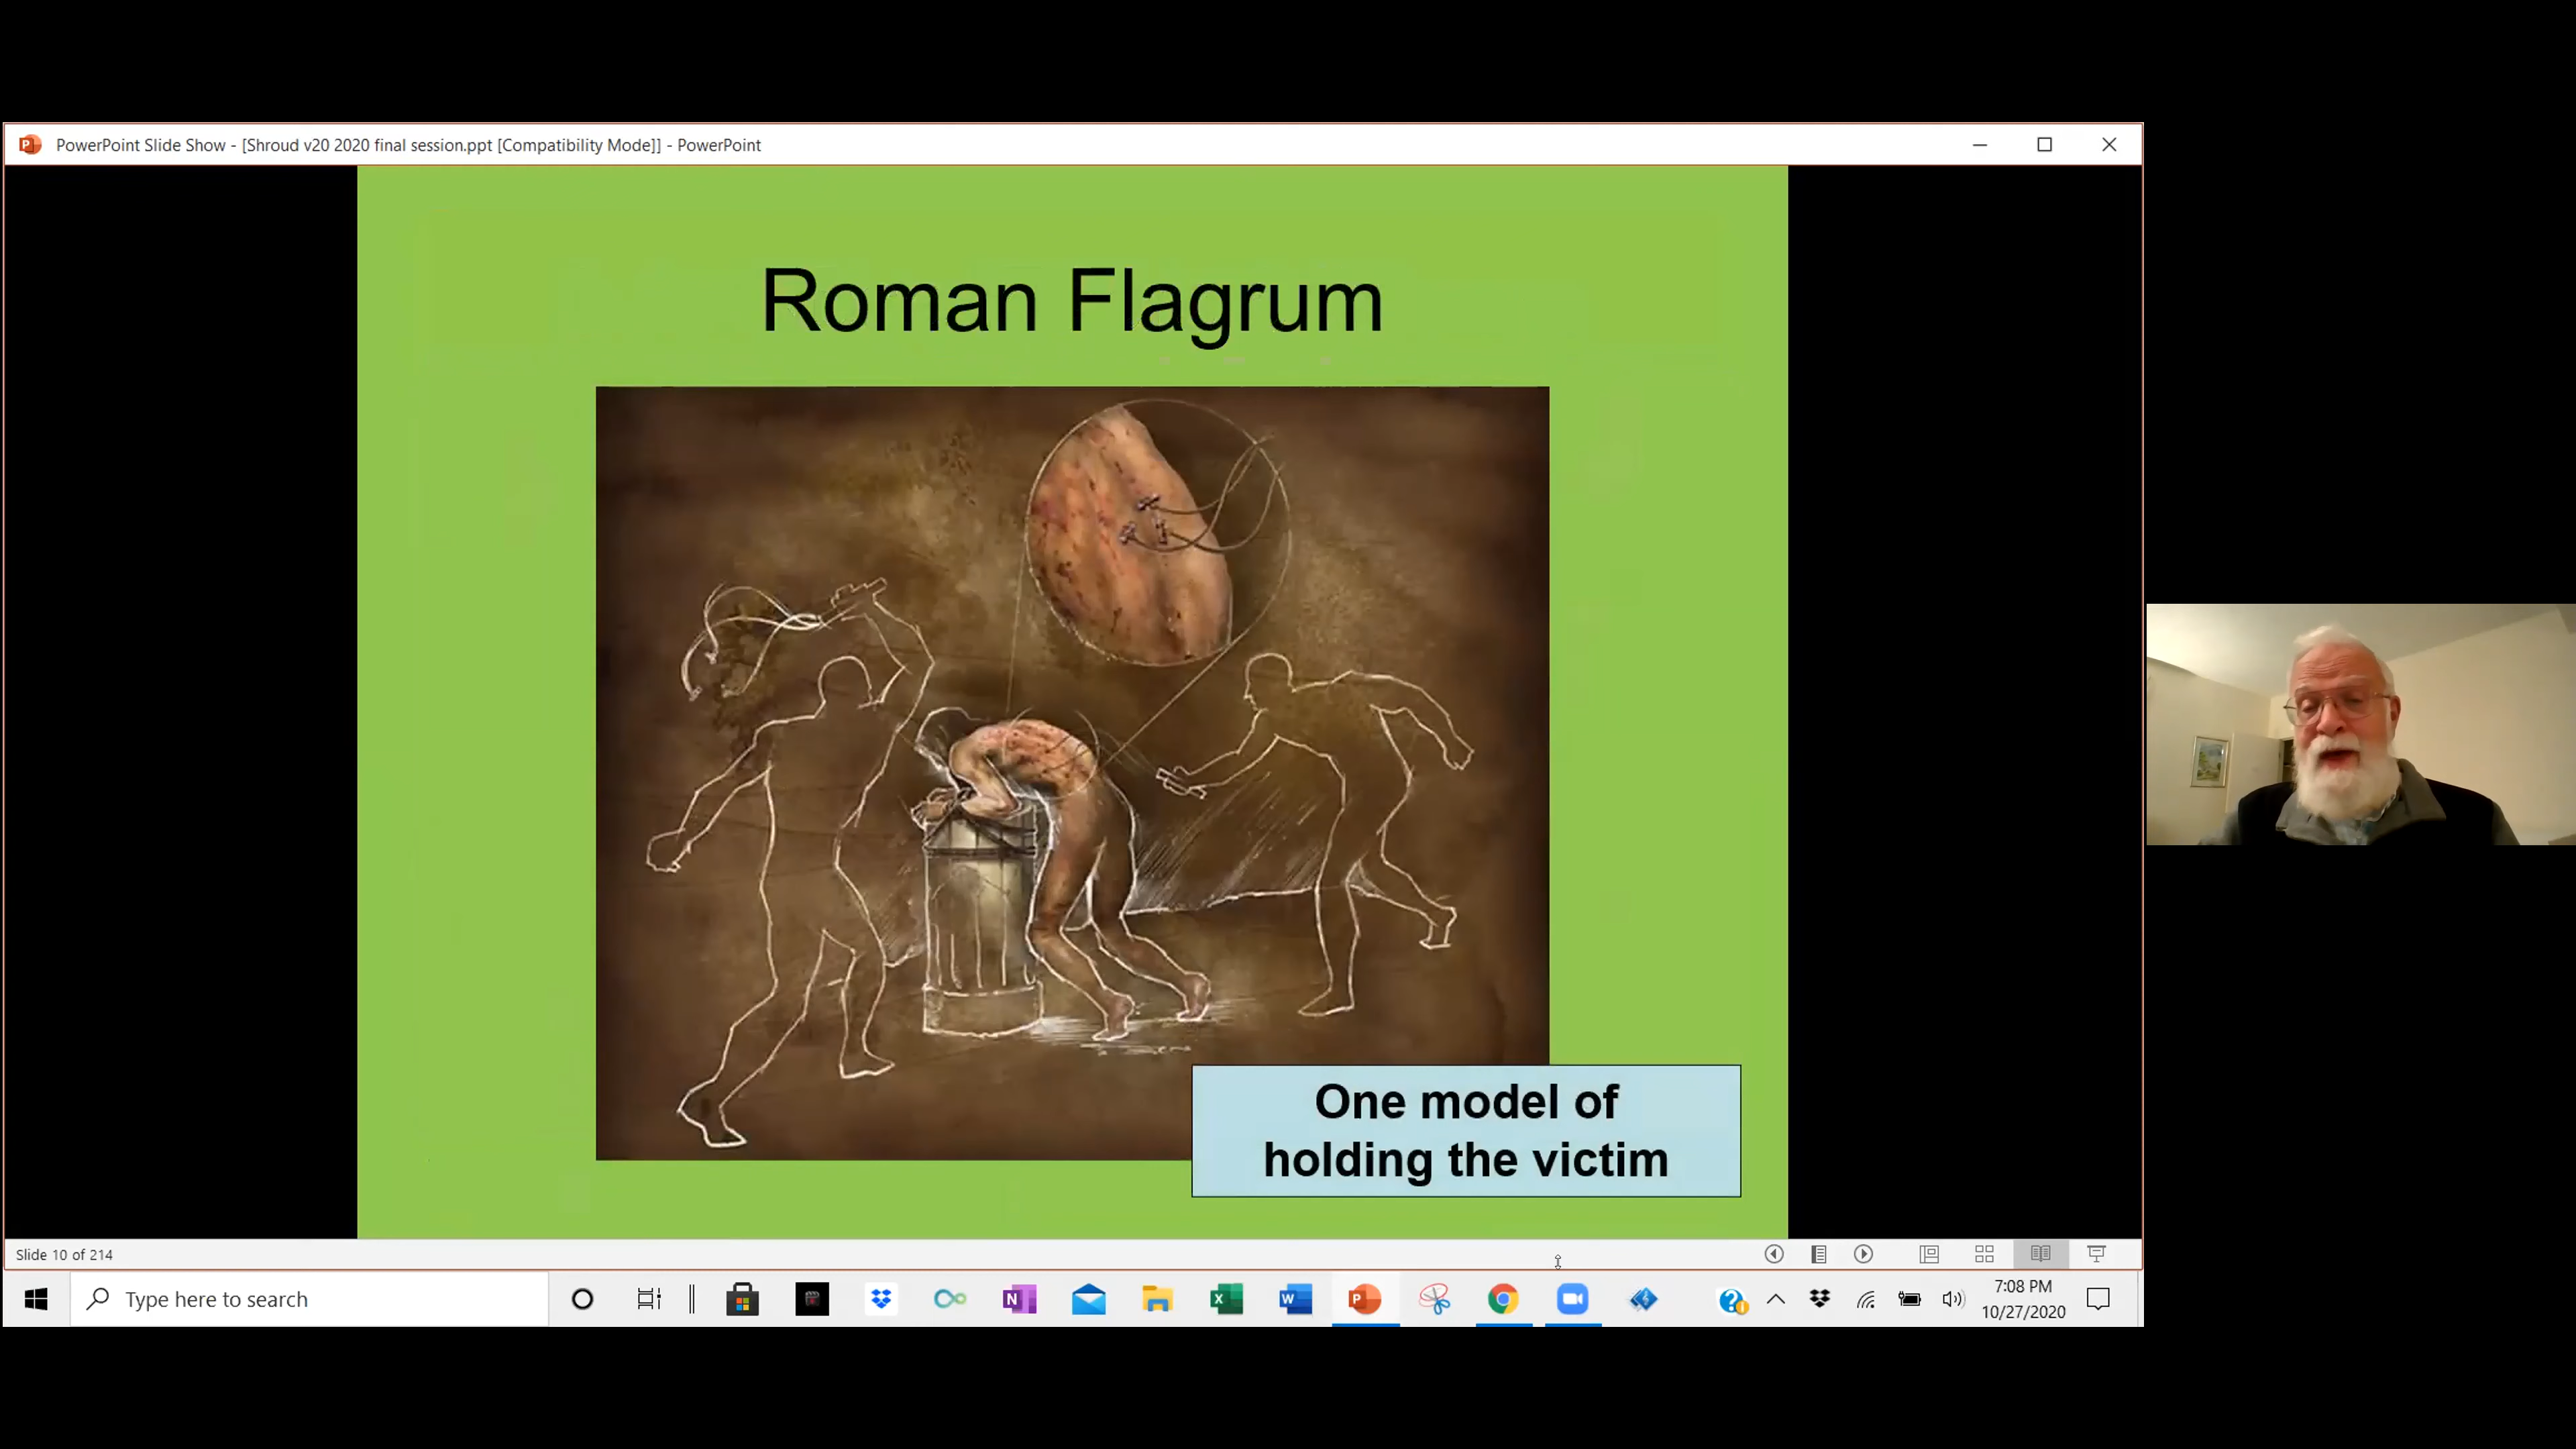 PowerPoint Slide Show - [Shroud v20 2020 final session.ppt [Compatibility Mode]] - PowerPoint
Roman Flagrum
One model of
holding the victim
Slide 10 of 214
Type here to search
7:08 PM
10/27/2020